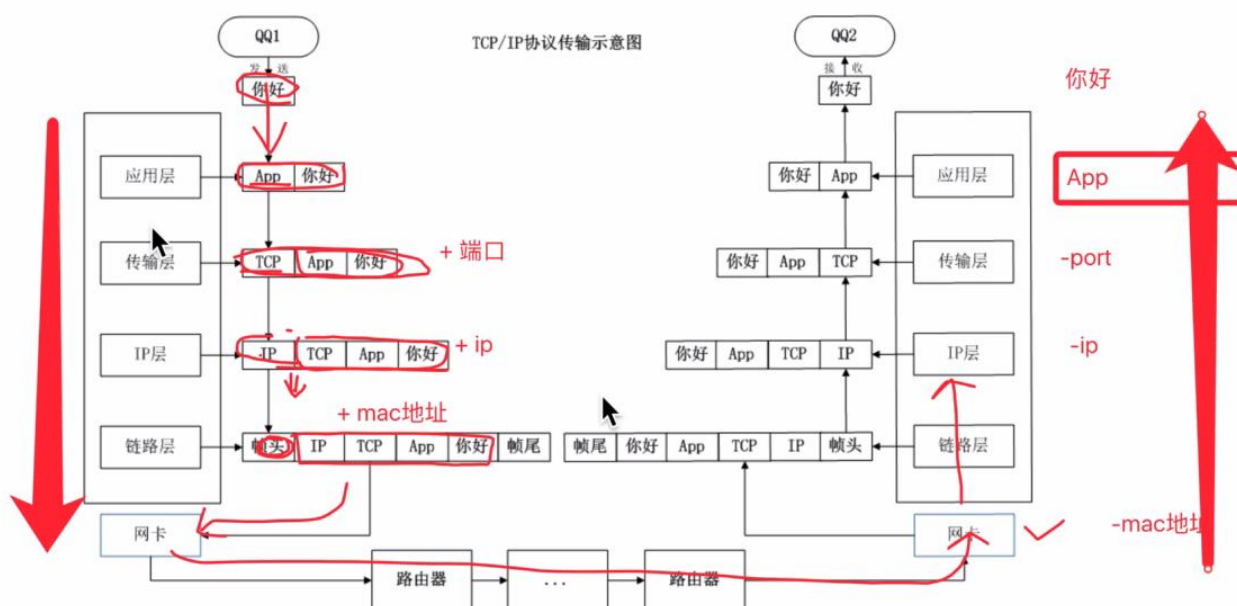 QQ1
TCP/IP协议传输示意图
QQ2
发 送
接 收
你好
你好
你好
应用层
App 你好
你好 App
应用层
App
传输层
TCP App 你好
+ 端口
你好 App TCP
传输层
-port
IP层
IP TCP App 你好
+ ip
你好 App TCP IP
IP层
-ip
+ mac地址
链路层
帧头 IP TCP App 你好 帧尾
帧尾 你好 App TCP IP 帧头
链路层
网卡
网卡
-mac地址
路由器
...
路由器